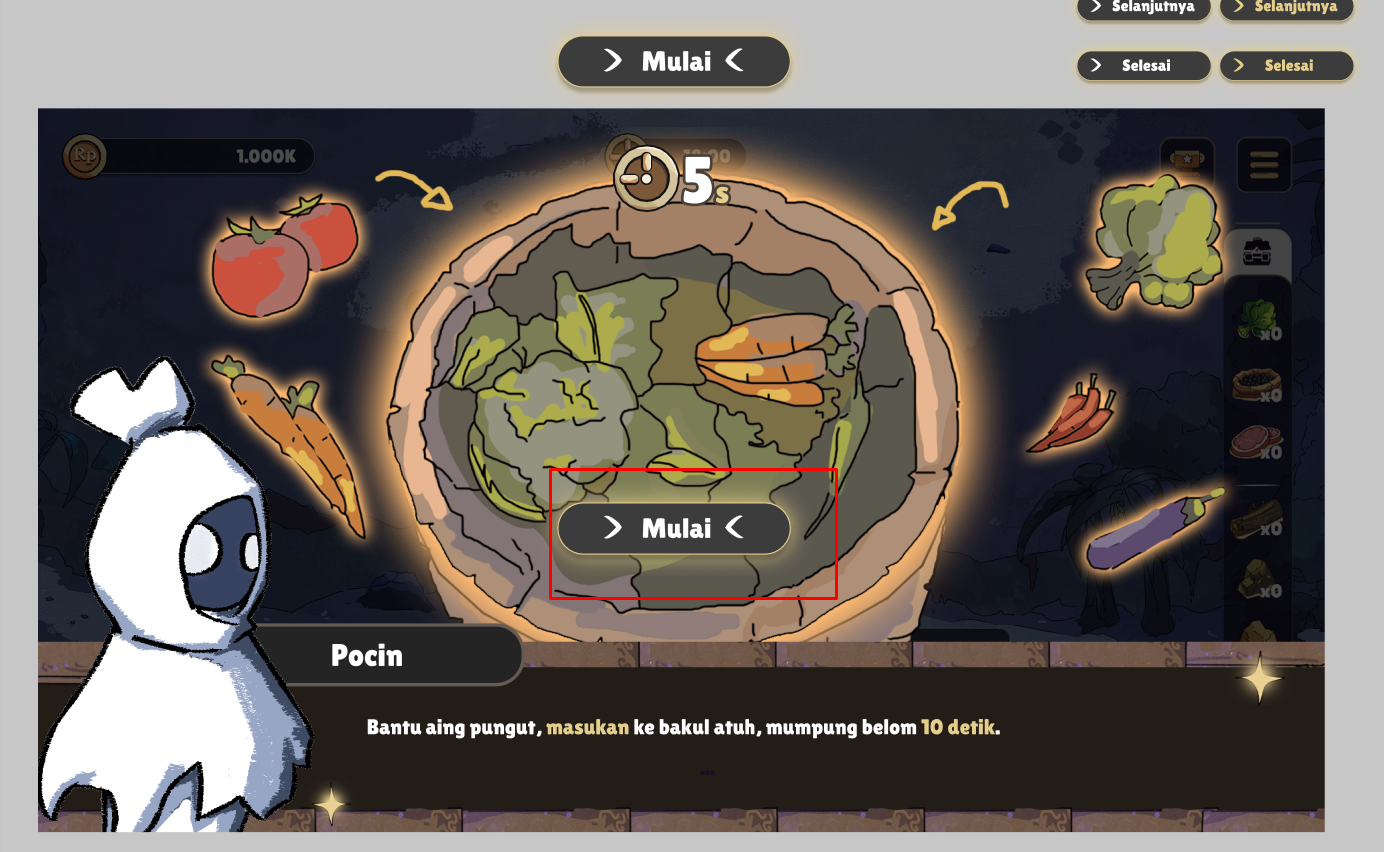 Selanjutnya
Selanjutnya
Mulai
Selesai
Selesai
Rp
1.000K
5s
x0
x0
x0
x0
x0
Mulai
Pocin
Bantu aing pungut, masukan ke bakul atuh, mumpung belom 10 detik.
...